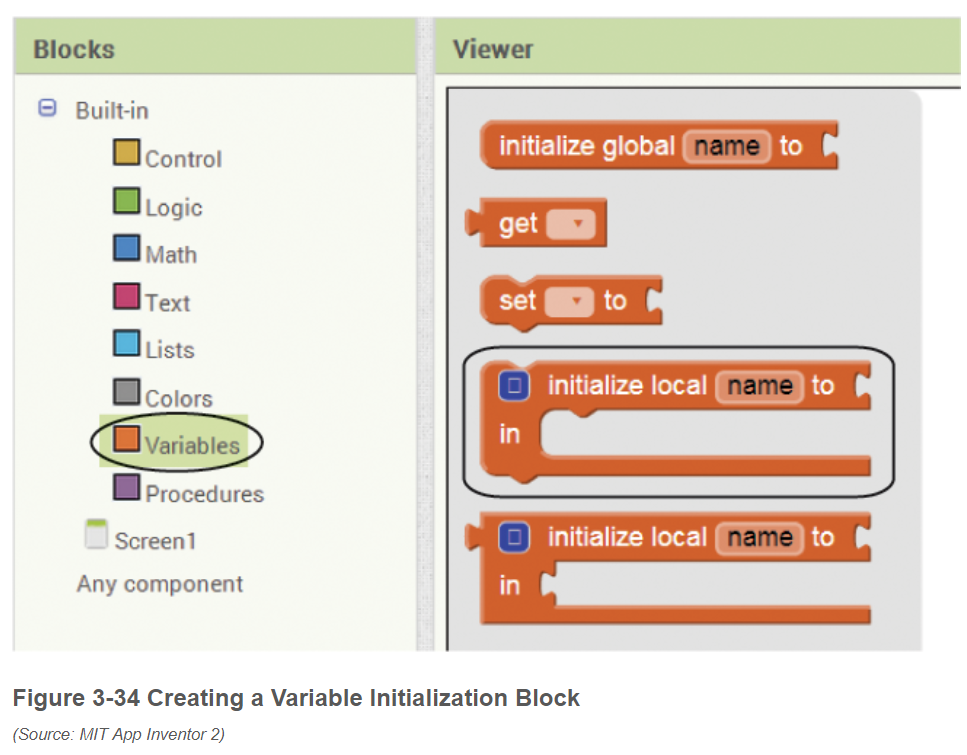 Blocks
Built-in
Control
Logic
Math
Text
Lists
Colors
Variables
Procedures
Screen1
Any component
Viewer
initialize global name to
get
set to
initialize local name to
in
initialize local name to
in
Figure 3-34 Creating a Variable Initialization Block
(Source: MIT App Inventor 2)